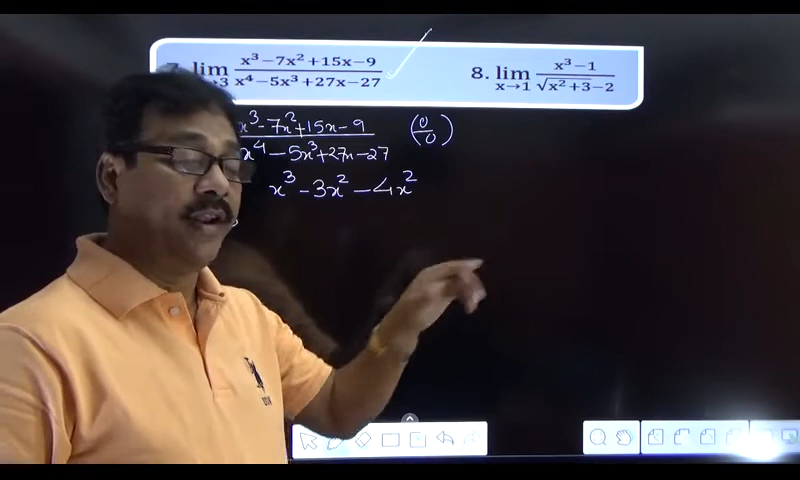 7. lim x→3 x³−7x²+15x−9 / x⁴−5x³+27x−27
8. lim x→1 x³−1 / √x²+3−2
x³-7x²+15x-9 / x⁴-5x³+27x-27 (0/0)
x³-3x²-4x²